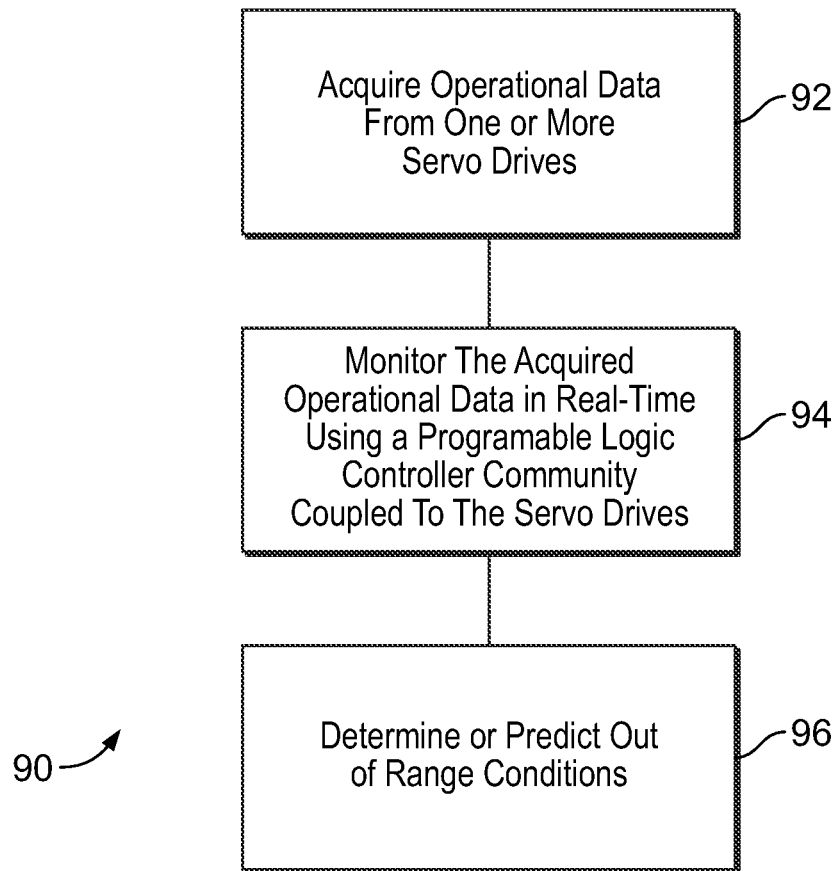 Acquire Operational Data
From One or More
Servo Drives
92
Monitor The Acquired
Operational Data in Real-Time
Using a Programable Logic
Controller Community
Coupled To The Servo Drives
94
Determine or Predict Out
of Range Conditions
96
90